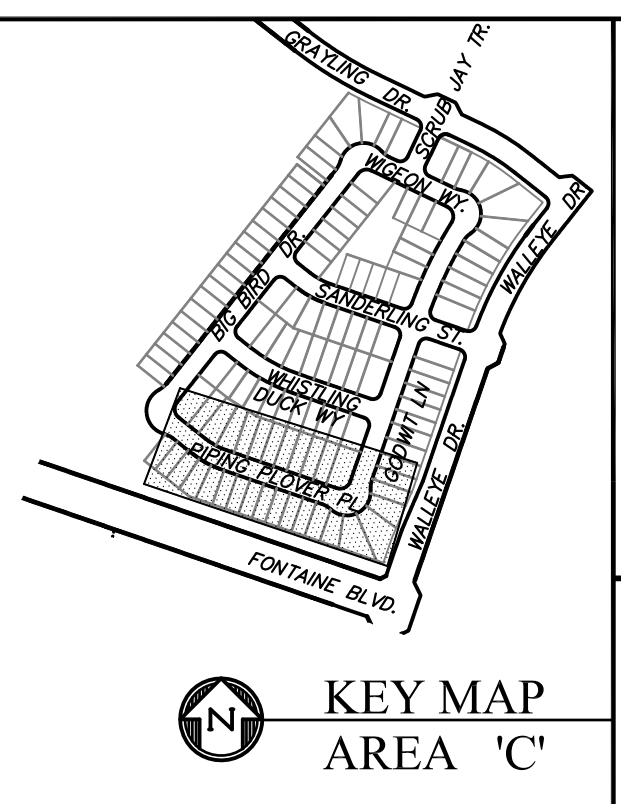 GRAYLING DR.
SCRUB JAY TR.
WIGEON WY.
WALLEYE DR
BIG BIRD DR.
SANDERLING ST.
WHISTLING
DUCK WY
GODWIT LN
PIPING PLOVER PL
WALLEYE DR.
FONTAINE BLVD.
N
KEY MAP
AREA 'C'